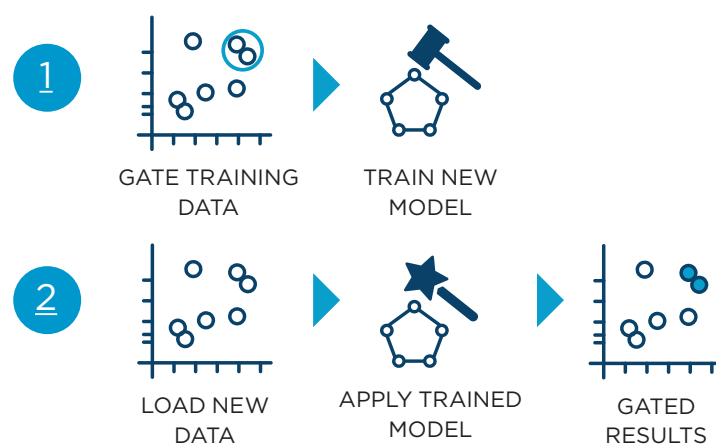 1
GATE TRAINING
DATA
TRAIN NEW
MODEL
2
LOAD NEW
DATA
APPLY TRAINED
MODEL
GATED
RESULTS